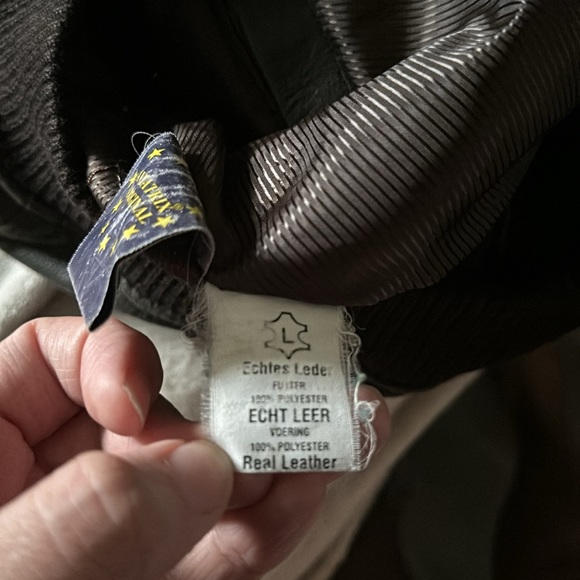 L
Echtes Leder
FUTTER
100% POLYESTER
ECHT LEER
VOERING
100% POLYESTER
Real Leather